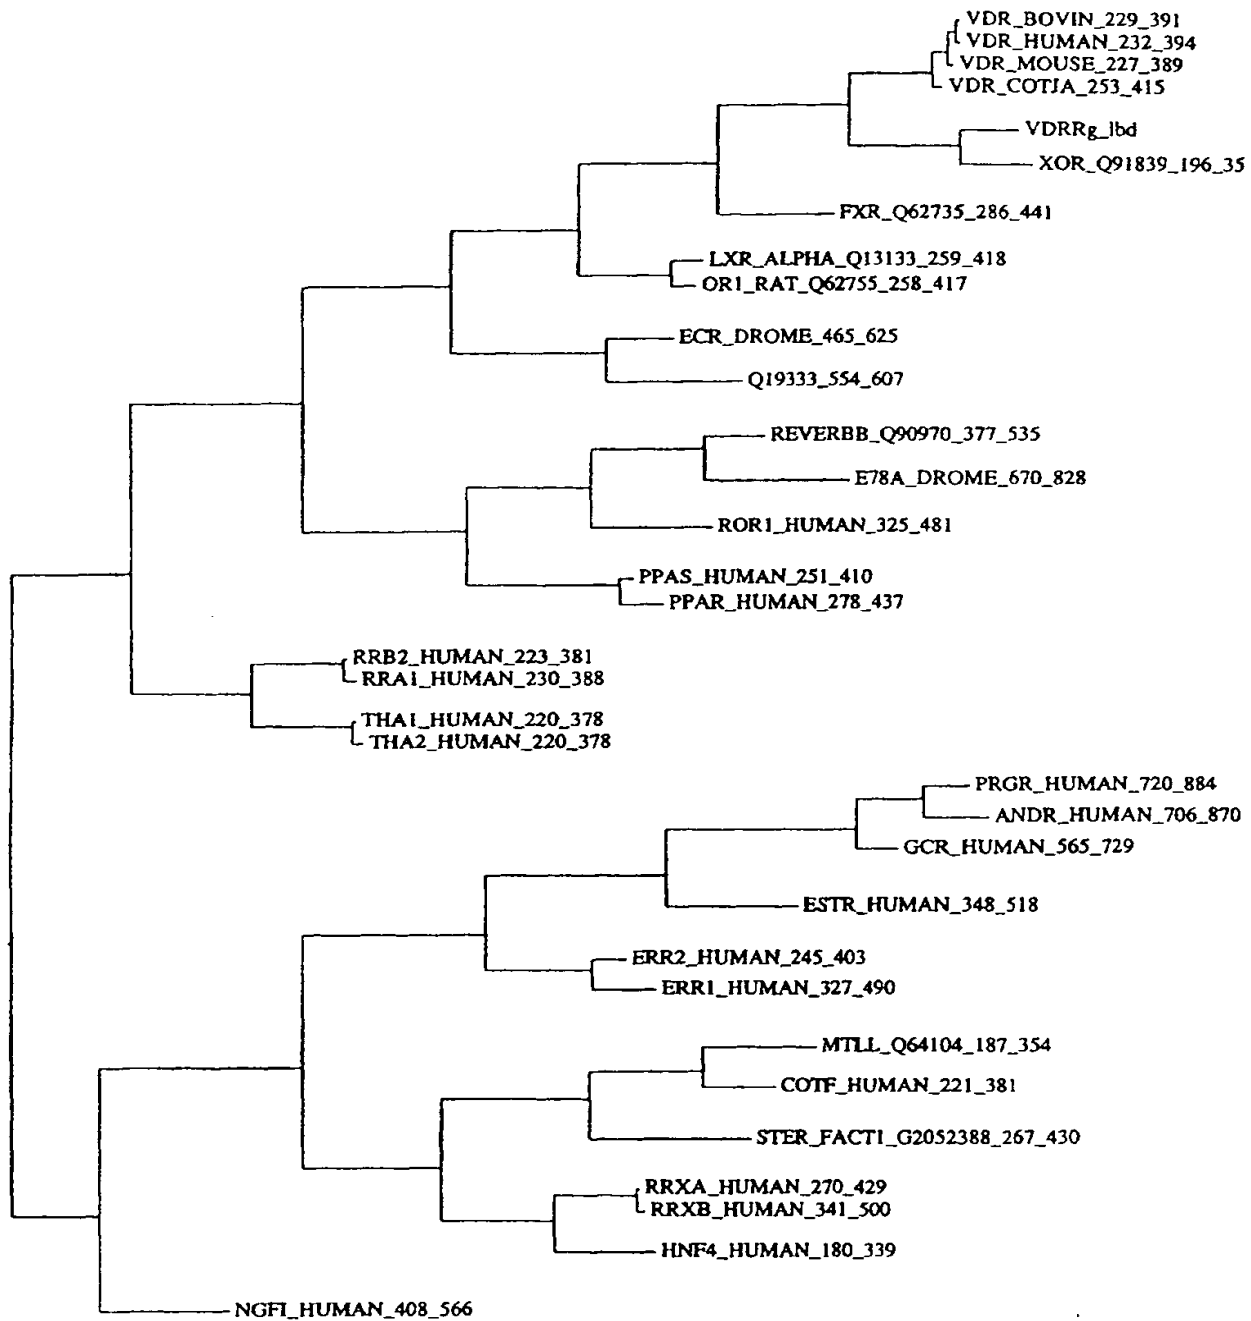 VDR_BOVIN_229_391
VDR_HUMAN_232_394
VDR_MOUSE_227_389
VDR_COTJA_253_415
VDRRg_lbd
XOR_Q91839_196_35
FXR_Q62735_286_441
LXR_ALPHA_Q13133_259_418
OR1_RAT_Q62755_258_417
ECR_DROME_465_625
Q19333_554_607
REVERBB_Q90970_377_535
E78A_DROME_670_828
ROR1_HUMAN_325_481
PPAS_HUMAN_251_410
PPAR_HUMAN_278_437
RRB2_HUMAN_223_381
RRA1_HUMAN_230_388
THA1_HUMAN_220_378
THA2_HUMAN_220_378
PRGR_HUMAN_720_884
ANDR_HUMAN_706_870
GCR_HUMAN_565_729
ESTR_HUMAN_348_518
ERR2_HUMAN_245_403
ERR1_HUMAN_327_490
MTLL_Q64104_187_354
COTF_HUMAN_221_381
STER_FACT1_G2052388_267_430
RRXA_HUMAN_270_429
RRXB_HUMAN_341_500
HNF4_HUMAN_180_339
NGFI_HUMAN_408_566